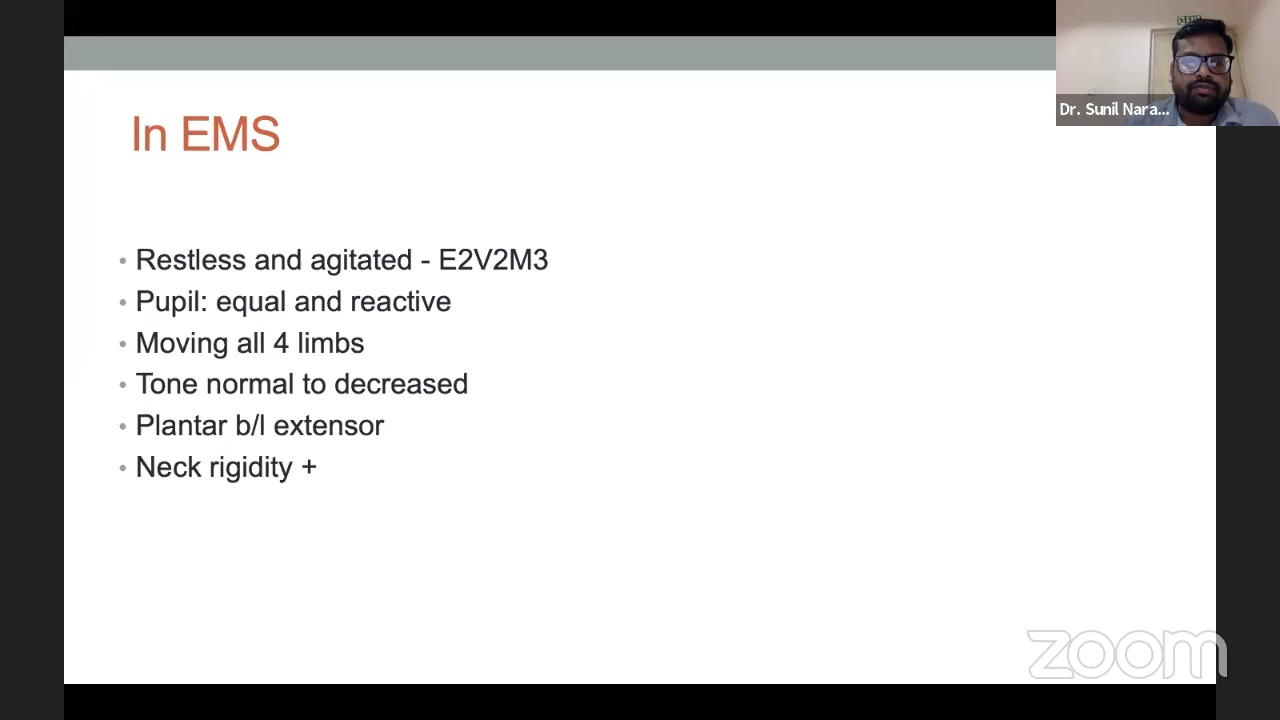 Dr. Sunil Nara...
In EMS
• Restless and agitated - E2V2M3
• Pupil: equal and reactive
• Moving all 4 limbs
• Tone normal to decreased
• Plantar b/l extensor
• Neck rigidity +
zoom